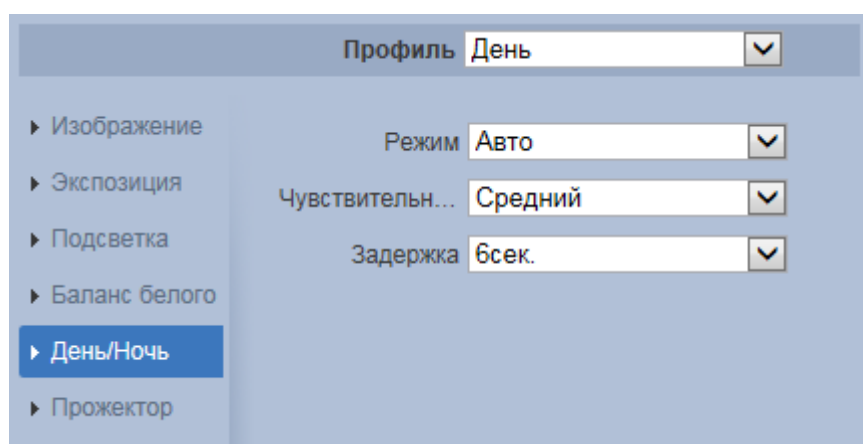 Профиль День
Изображение
Режим Авто
Экспозиция
Чувствительн... Средний
Подсветка
Задержка 6сек.
Баланс белого
День/Ночь
Прожектор